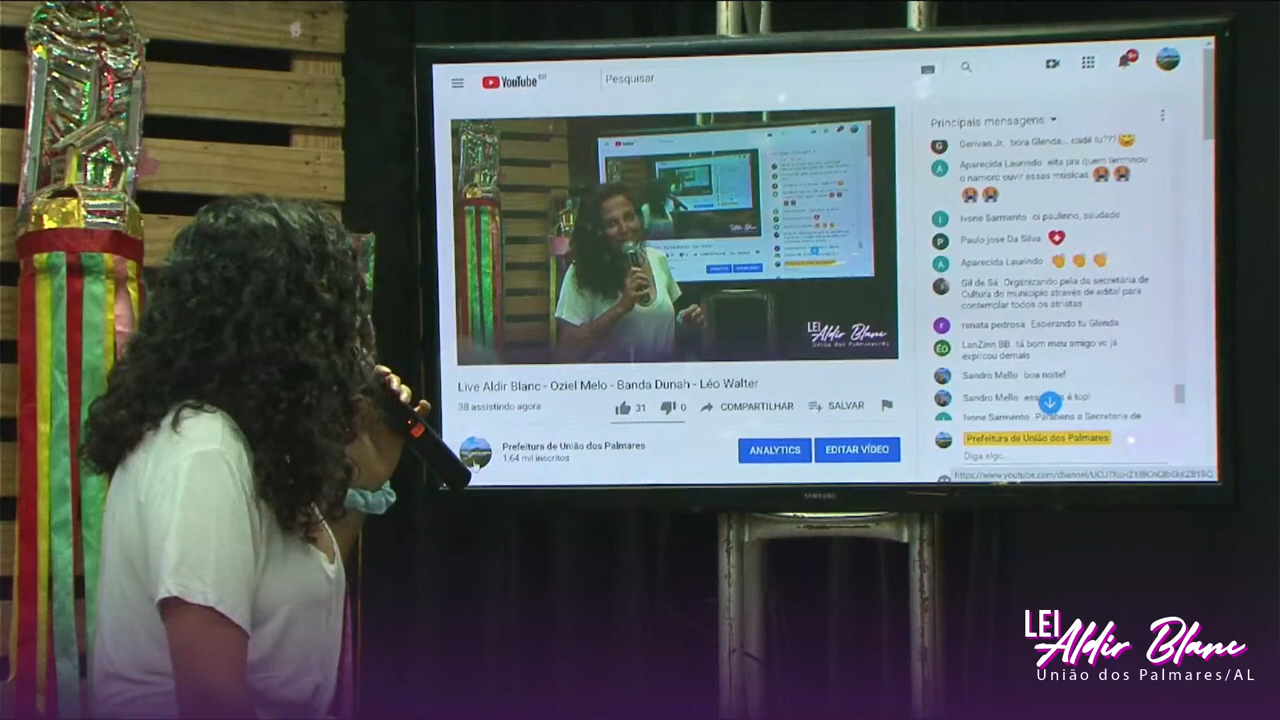 YouTube BR
Pesquisar
Principais mensagens
G Gerivan Jr. bora Glenda... cadê tu???
A Aparecida Laurindo eita pra quem terminou
o namoro ouvir essas músicas
I Ivone Sarmento oi paulinho, saudade
P Paulo jose Da Silva
A Aparecida Laurindo
Gil de Sá Organizando pela da secretária de
Cultura do municipio através de edital para
contemplar todos os atristas
r renata pedrosa Esperando tu Glenda
ÉO LanZinn BB tá bom meu amigo vc já
explicou demais
Sandro Mello boa noite!
Sandro Mello é top!
Ivone Sarmento Parabéns a Secretaria de
Prefeitura de União dos Palmares
Diga algo...
LEI
Aldir Blanc
União dos Palmares/AL
Live Aldir Blanc - Oziel Melo - Banda Dunah - Léo Walter
38 assistindo agora
31 0 COMPARTILHAR SALVAR
Prefeitura de União dos Palmares
1,64 mil inscritos
ANALYTICS EDITAR VÍDEO
SAMSUNG
LEI
Aldir Blanc
União dos Palmares/AL